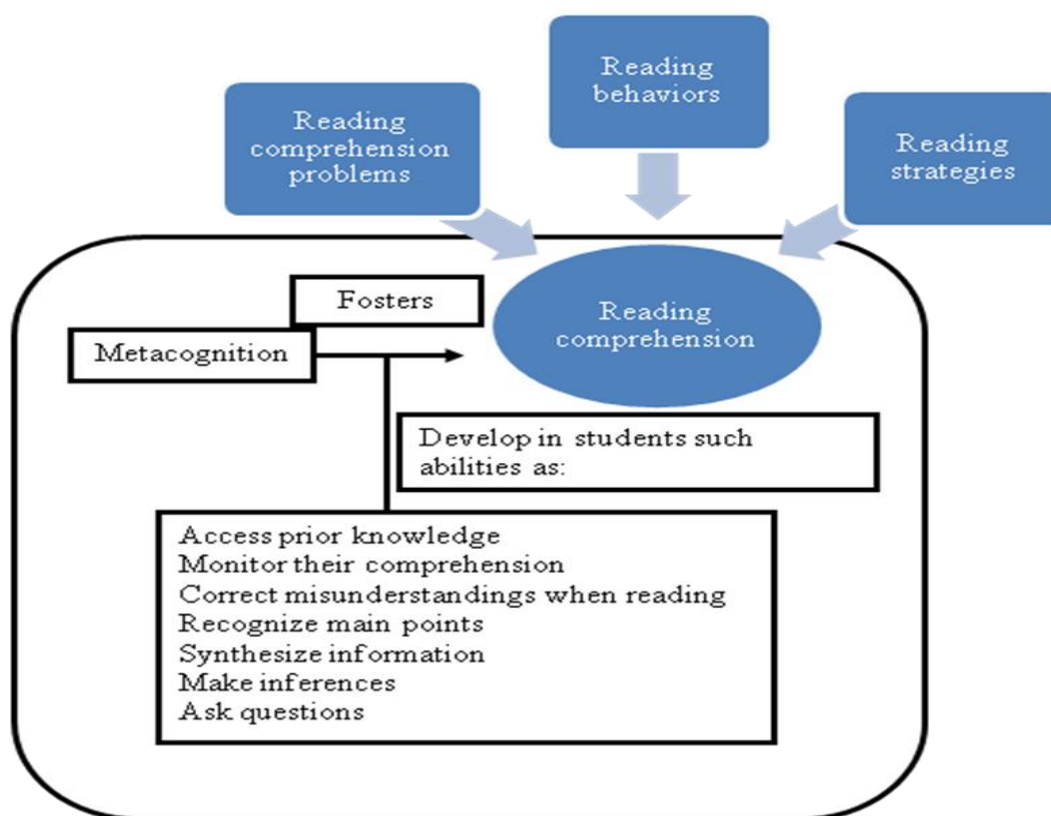 Reading
behaviors
Reading
comprehension
problems
Reading
strategies
Fosters
Metacognition
Reading
comprehension
Develop in students such
abilities as:
Access prior knowledge
Monitor their comprehension
Correct misunderstandings when reading
Recognize main points
Synthesize information
Make inferences
Ask questions